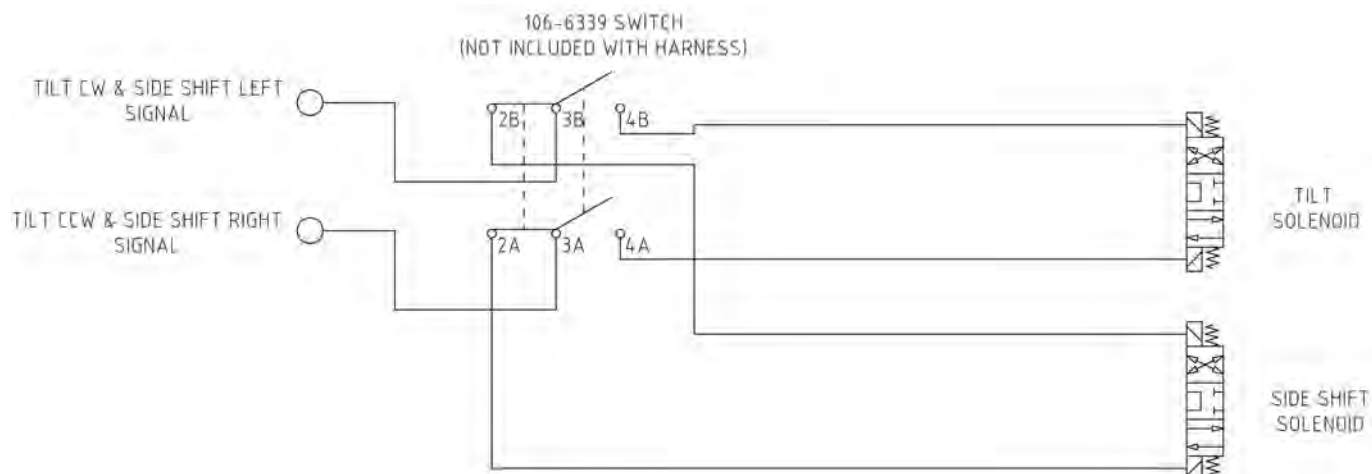 106-6339 SWITCH
(NOT INCLUDED WITH HARNESS)
TILT CW & SIDE SHIFT LEFT
SIGNAL
2B
3B
4B
TILT CCW & SIDE SHIFT RIGHT
SIGNAL
2A
3A
4A
TILT
SOLENOID
SIDE SHIFT
SOLENOID